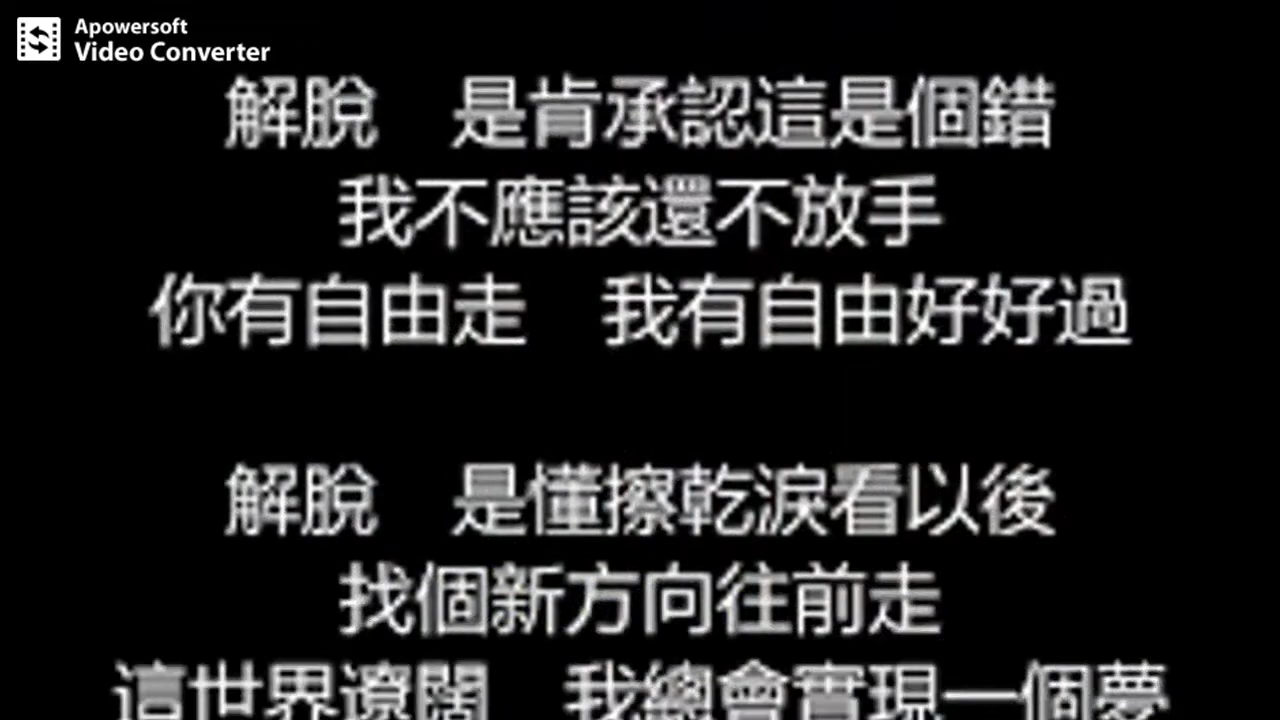 Apowersoft
Video Converter
解脫　是肯承認這是個錯
我不應該還不放手
你有自由走　我有自由好好過
解脫　是懂擦乾淚看以後
找個新方向往前走
這世界遼闊　我總會實現一個夢